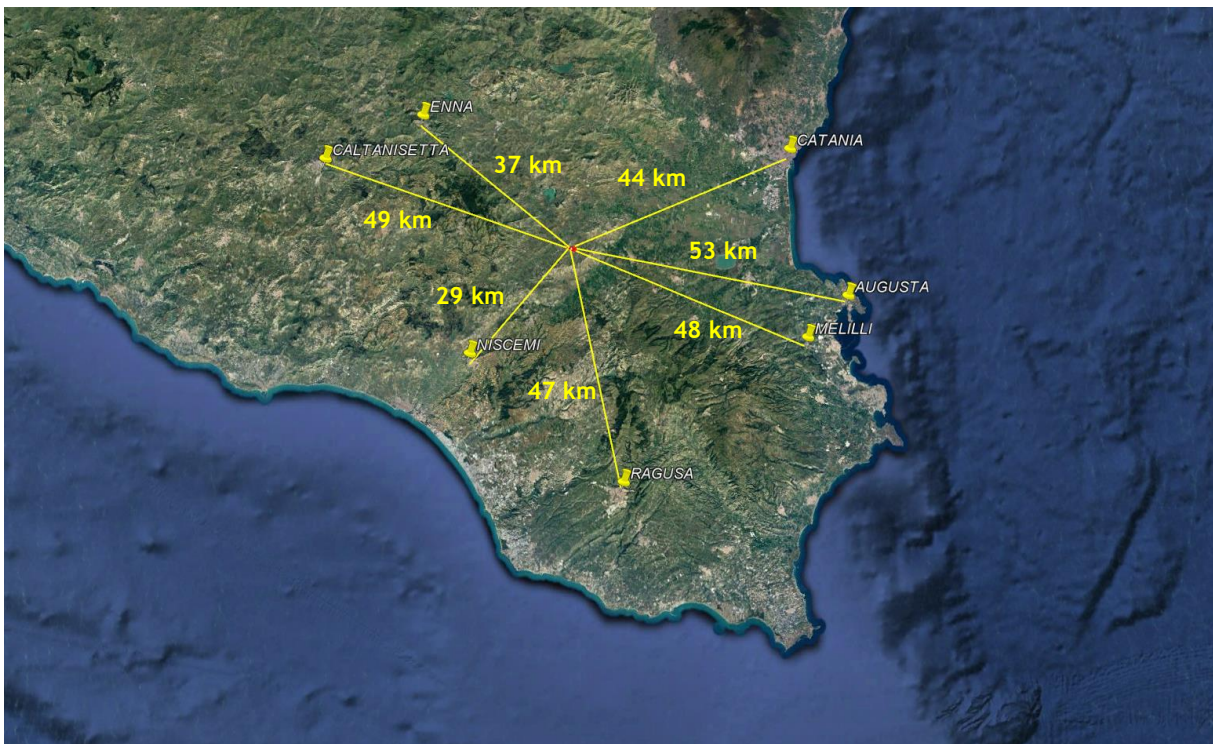 ENNA
CATANIA
CALTANISETTA
37 km
44 km
49 km
53 km
AUGUSTA
29 km
MELILLI
48 km
NISCEMI
47 km
RAGUSA